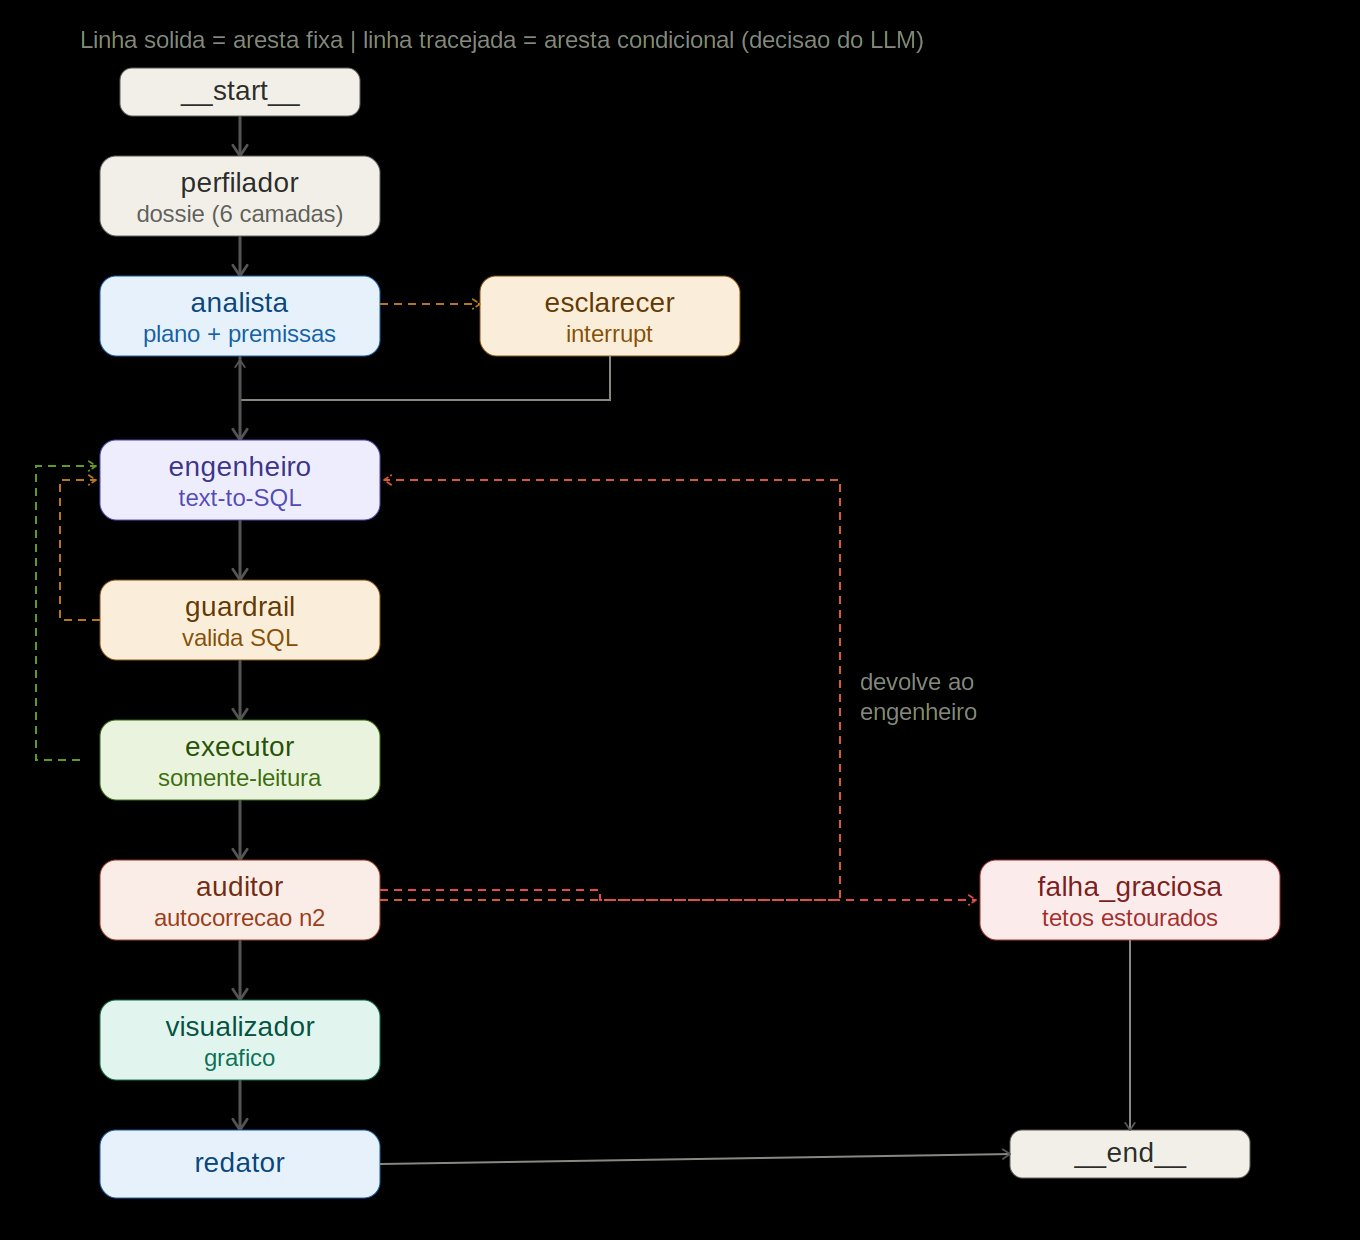 Linha solida = aresta fixa | linha tracejada = aresta condicional (decisao do LLM)
__start__
perfilador
dossie (6 camadas)
analista
plano + premissas
esclarecer
interrupt
engenheiro
text-to-SQL
guardrail
valida SQL
devolve ao
engenheiro
executor
somente-leitura
auditor
autocorrecao n2
falha_graciosa
tetos estourados
visualizador
grafico
redator
__end__